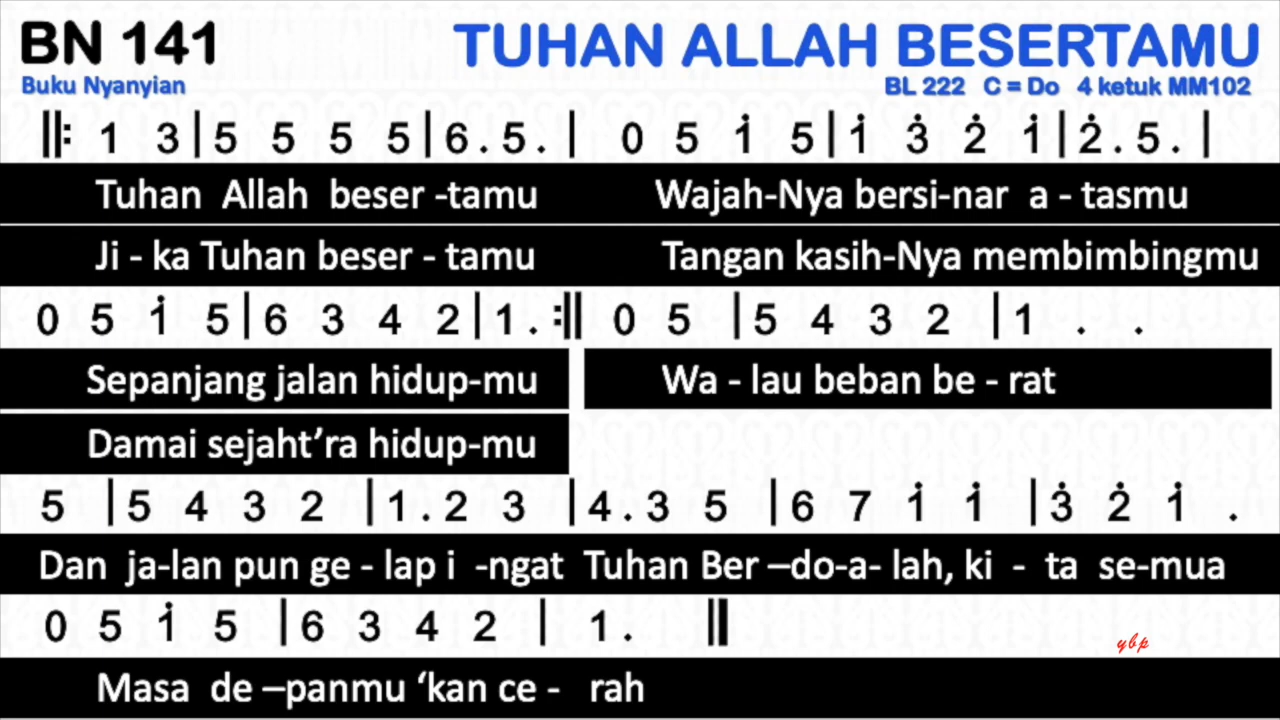 BN 141 TUHAN ALLAH BESERTAMU
Buku Nyanyian BL 222 C = Do 4 ketuk MM102
||: 1 3 | 5 5 5 5 | 6 . 5 . | 0 5 1̇ 5 | 1̇ 3̇ 2̇ 1̇ | 2̇ . 5 . |
Tuhan Allah beser -tamu Wajah-Nya bersi-nar a - tasmu
Ji - ka Tuhan beser - tamu Tangan kasih-Nya membimbingmu
0 5 1̇ 5 | 6 3 4 2 | 1 . :|| 0 5 | 5 4 3 2 | 1 . .
Sepanjang jalan hidup-mu Wa - lau beban be - rat
Damai sejaht’ra hidup-mu
5 | 5 4 3 2 | 1 . 2 3 | 4 . 3 5 | 6 7 1̇ 1̇ | 3̇ 2̇ 1̇ .
Dan ja-lan pun ge - lap i -ngat Tuhan Ber –do-a- lah, ki - ta se-mua
0 5 1̇ 5 | 6 3 4 2 | 1 . ||
ybp
Masa de –panmu ‘kan ce - rah